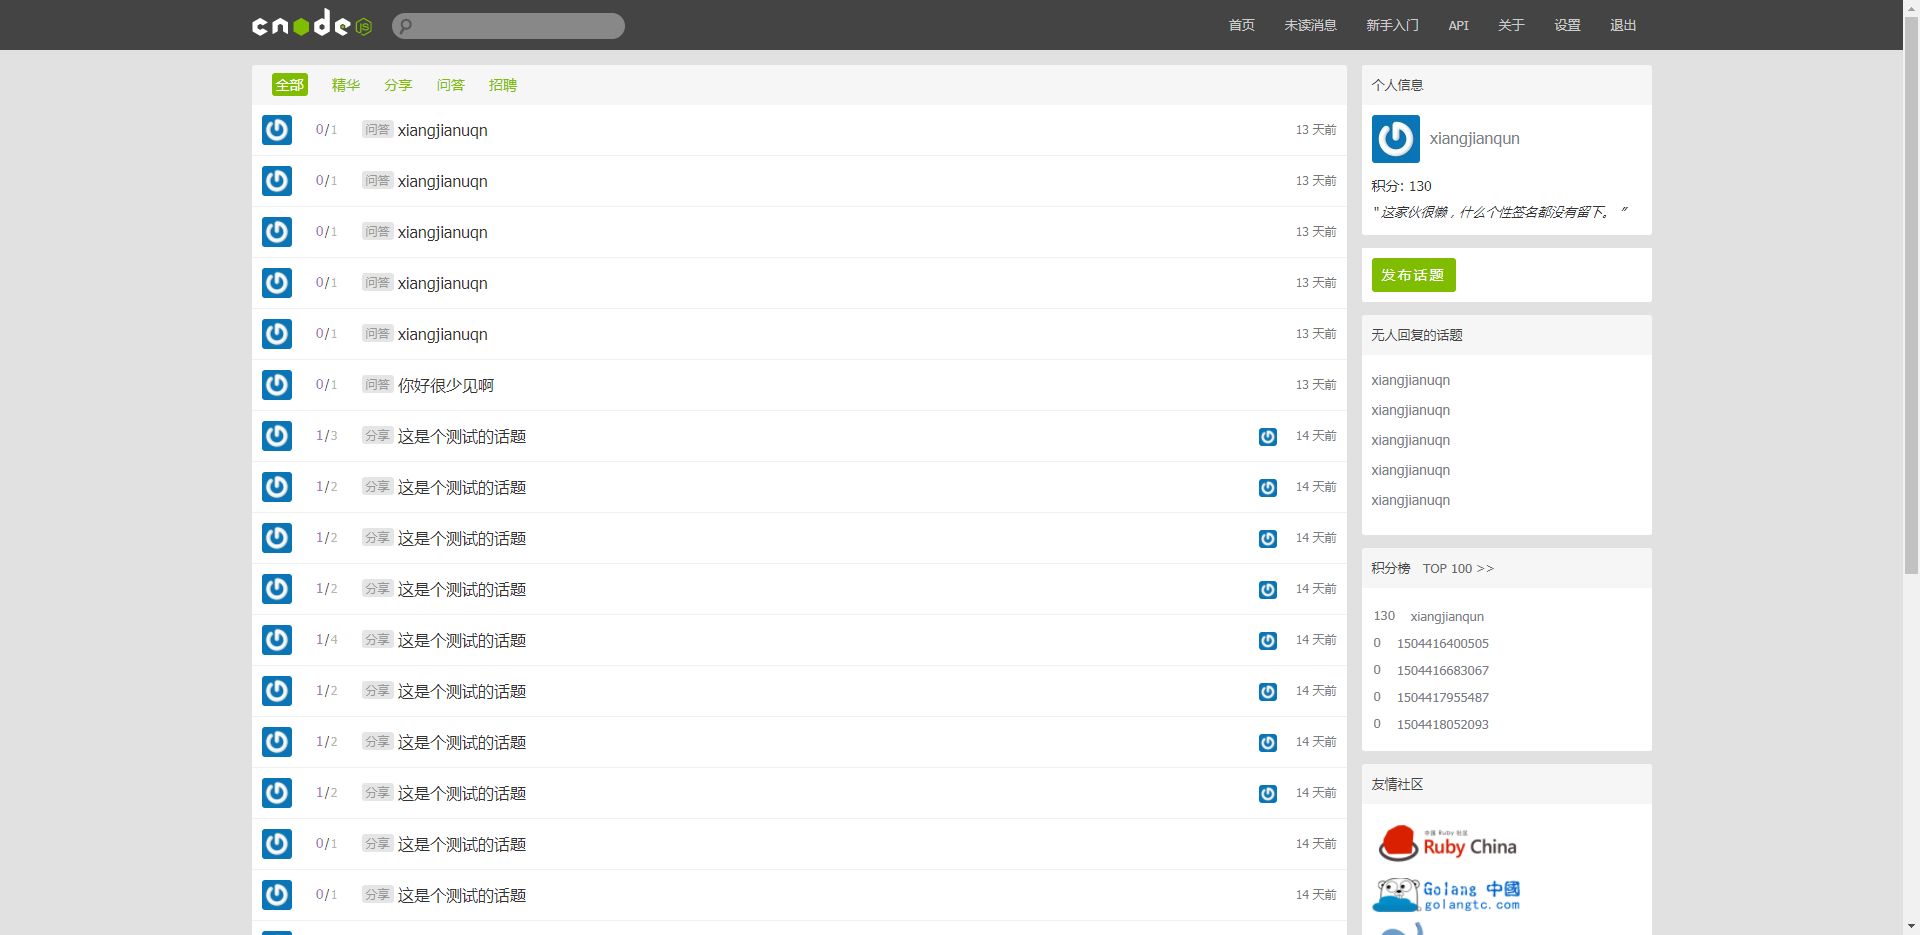 cnode JS
首页 未读消息 新手入门 API 关于 设置 退出
全部 精华 分享 问答 招聘
0/1 问答 xiangjianuqn 13 天前
0/1 问答 xiangjianuqn 13 天前
0/1 问答 xiangjianuqn 13 天前
0/1 问答 xiangjianuqn 13 天前
0/1 问答 xiangjianuqn 13 天前
0/1 问答 你好很少见啊 13 天前
1/3 分享 这是个测试的话题 14 天前
1/2 分享 这是个测试的话题 14 天前
1/2 分享 这是个测试的话题 14 天前
1/2 分享 这是个测试的话题 14 天前
1/4 分享 这是个测试的话题 14 天前
1/2 分享 这是个测试的话题 14 天前
1/2 分享 这是个测试的话题 14 天前
1/2 分享 这是个测试的话题 14 天前
0/1 分享 这是个测试的话题 14 天前
0/1 分享 这是个测试的话题 14 天前
个人信息
xiangjianqun
积分: 130
" 这家伙很懒，什么个性签名都没有留下。 "
发布话题
无人回复的话题
xiangjianuqn
xiangjianuqn
xiangjianuqn
xiangjianuqn
xiangjianuqn
积分榜 TOP 100 >>
130 xiangjianqun
0 1504416400505
0 1504416683067
0 1504417955487
0 1504418052093
友情社区
中国 Ruby 社区
Ruby China
Golang 中國
golangtc.com